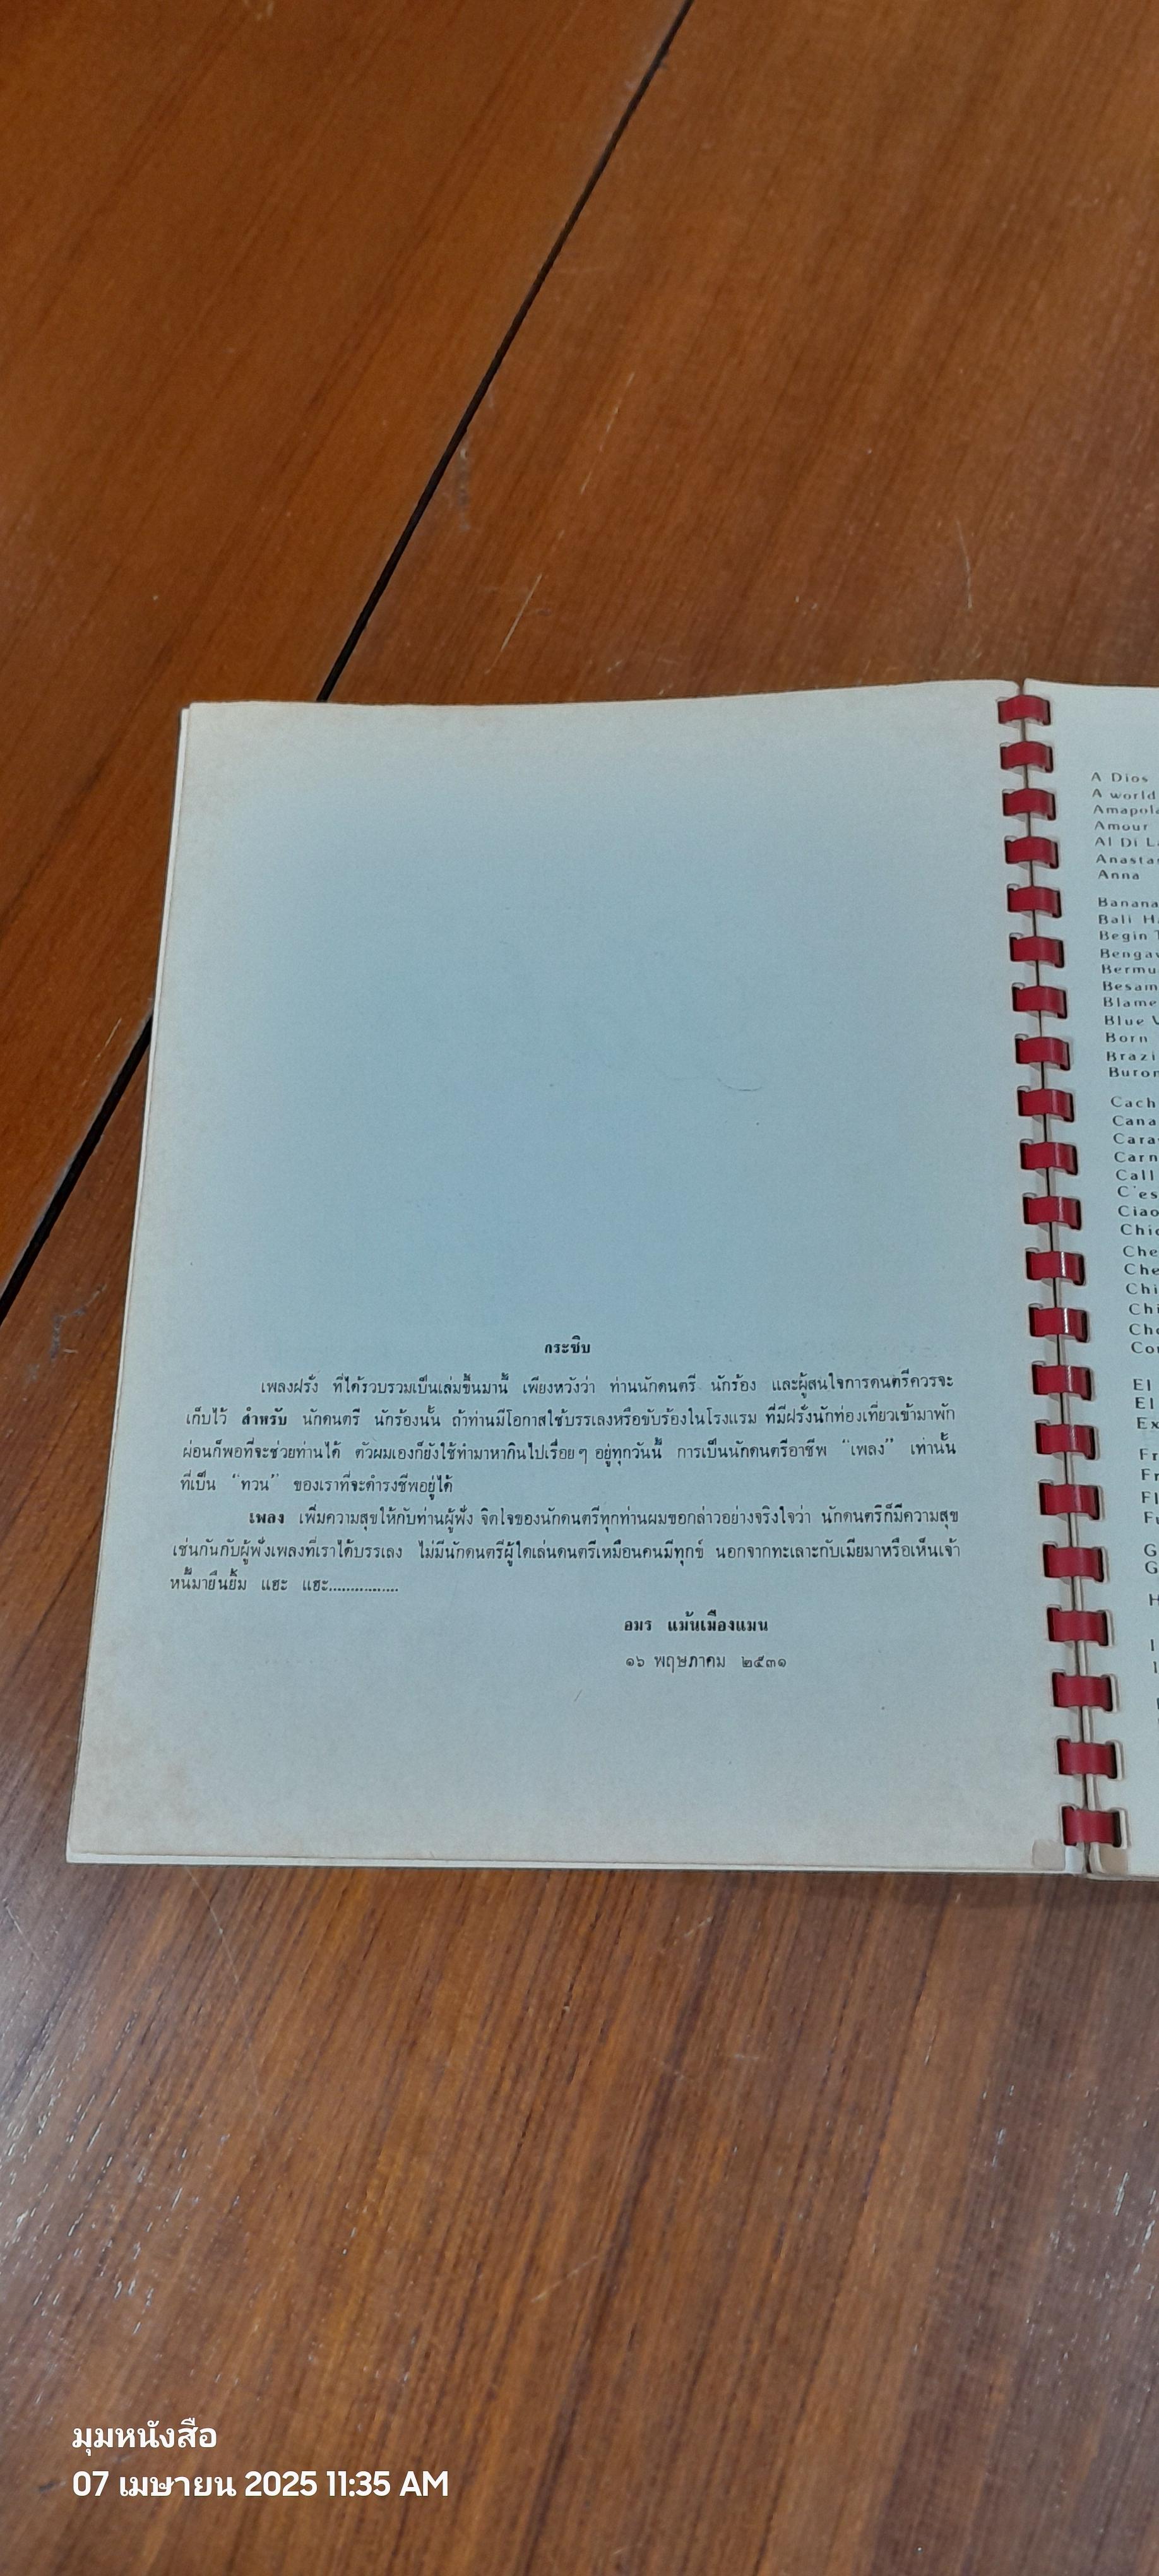 กระซิบ
เพลงฝรั่ง ที่ได้รวบรวมเป็นเล่มขึ้นมานี้ เพียงหวังว่า ท่านนักดนตรี นักร้อง และผู้สนใจการดนตรีควรจะ
เก็บไว้ สำหรับ นักดนตรี นักร้องนั้น ถ้าท่านมีโอกาสใช้บรรเลงหรือขับร้องในโรงแรม ที่มีฝรั่งนักท่องเที่ยวเข้ามาพัก
ผ่อนก็พอที่จะช่วยท่านได้ ตัวผมเองก็ยังใช้ทำมาหากินไปเรื่อยๆ อยู่ทุกวันนี้ การเป็นนักดนตรีอาชีพ “เพลง” เท่านั้น
ที่เป็น “ทวน” ของเราที่จะดำรงชีพอยู่ได้
เพลง เพิ่มความสุขให้กับท่านผู้ฟัง จิตใจของนักดนตรีทุกท่านผมขอกล่าวอย่างจริงใจว่า นักดนตรีก็มีความสุข
เช่นกันกับผู้ฟังเพลงที่เราได้บรรเลง ไม่มีนักดนตรีผู้ใดเล่นดนตรีเหมือนคนมีทุกข์ นอกจากทะเลาะกับเมียมาหรือเห็นเจ้า
หนี้มายืนยิ้ม แฮะ แฮะ................
อมร แม้นเมืองแมน
๑๖ พฤษภาคม ๒๕๓๑
A Dios
A world
Amour
Al Di
Anna
Bali
Begin
Blame
Blue
Born
Call
Ciao
El
El
มุมหนังสือ
07 เมษายน 2025 11:35 AM